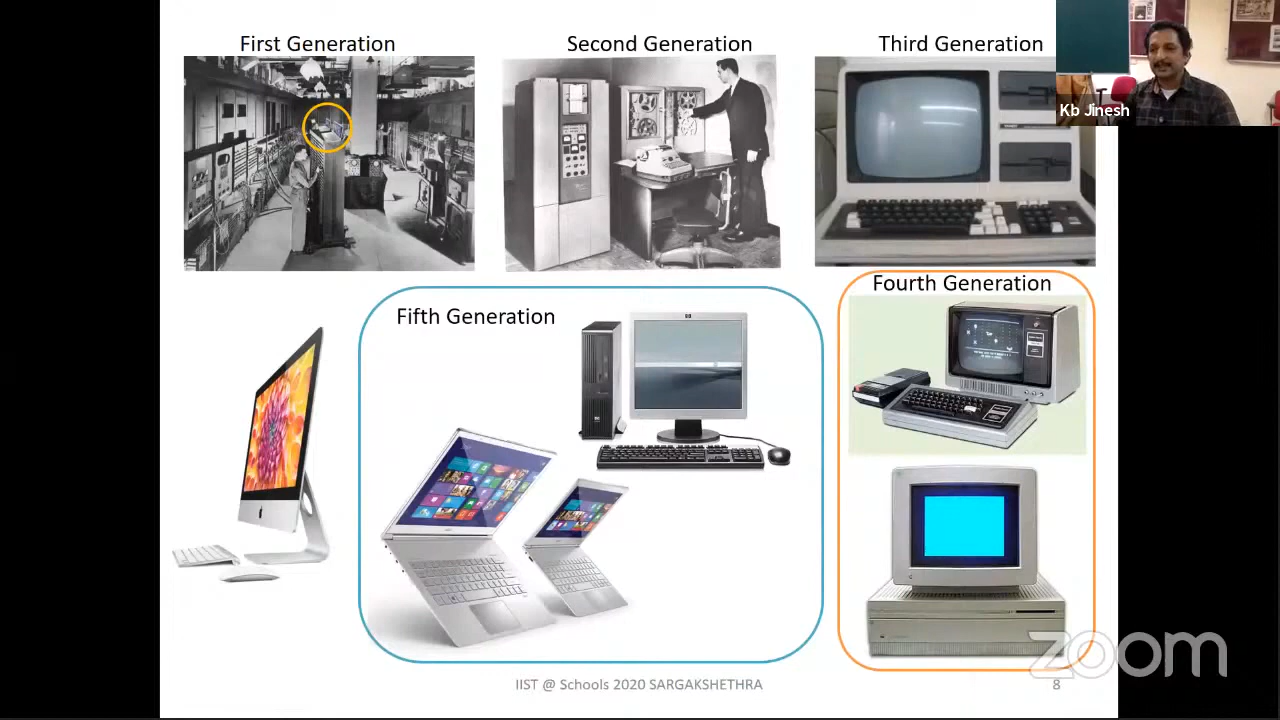 First Generation
Second Generation
Third Generation
Kb Jinesh
Fourth Generation
Fifth Generation
IIST @ Schools 2020 SARGAKSHETHRA
8
zoom